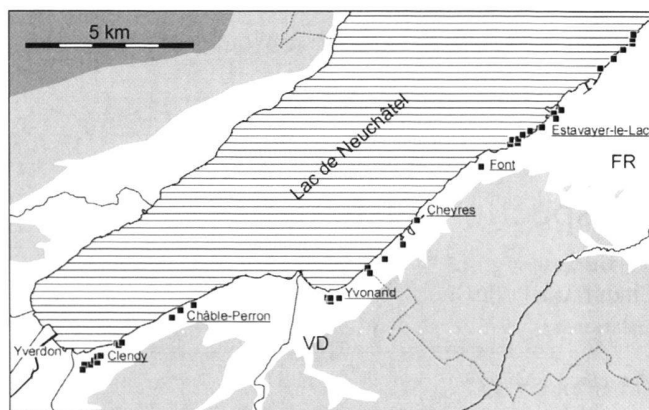 5 km
Lac de Neuchâtel
Estavayer-le-Lac
FR
Font
Cheyres
Yvonand
Châble-Perron
VD
Yverdon
Clendy